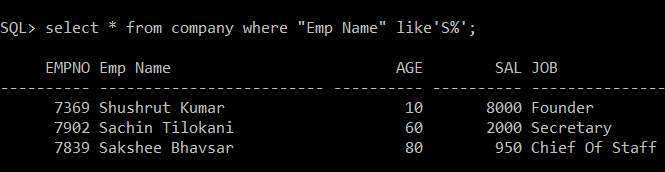 SQL> select * from company where "Emp Name" like'S%';
EMPNO Emp Name AGE SAL JOB
---------- ------------------------ ---------- ---------- --------------
7369 Shushrut Kumar 10 8000 Founder
7902 Sachin Tilokani 60 2000 Secretary
7839 Sakshee Bhavsar 80 950 Chief Of Staff